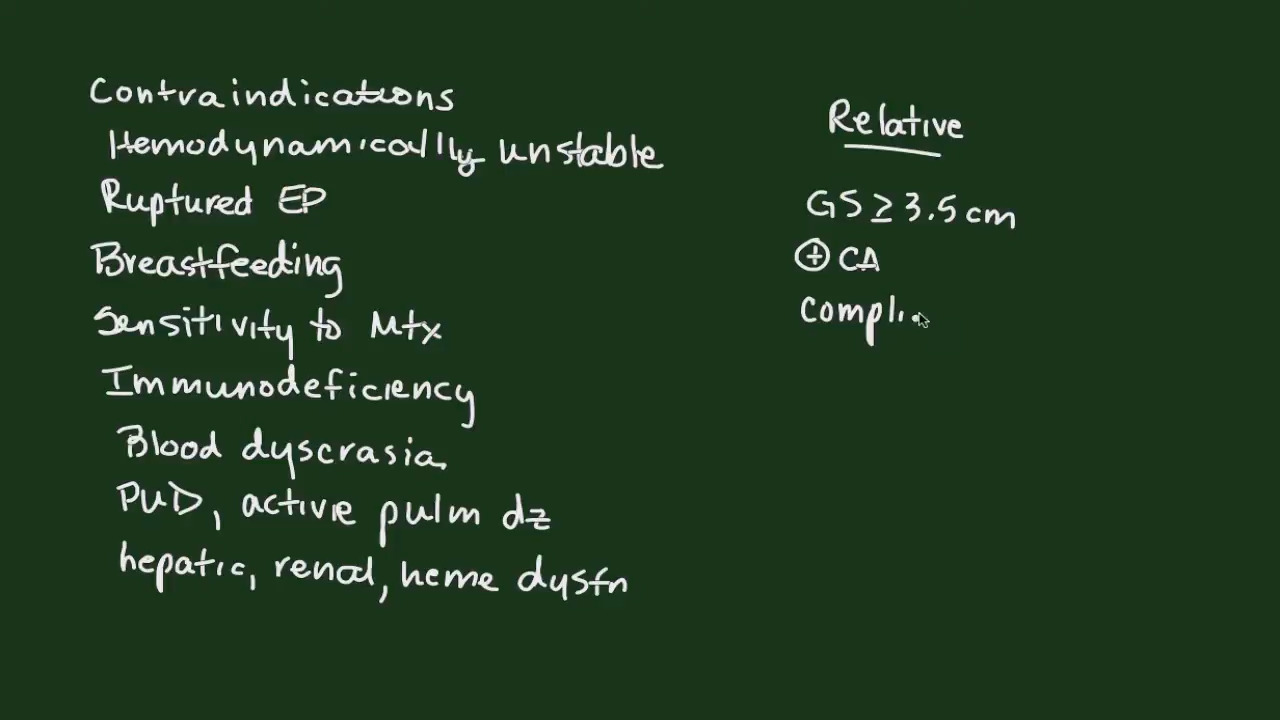 Contraindications
Hemodynamically unstable
Ruptured EP
Breastfeeding
Sensitivity to Mtx
Immunodeficiency
Blood dyscrasia
PUD, active pulm dz
hepatic, renal, heme dysfn
Relative
GS ≥ 3.5 cm
⊕ CA
Compli